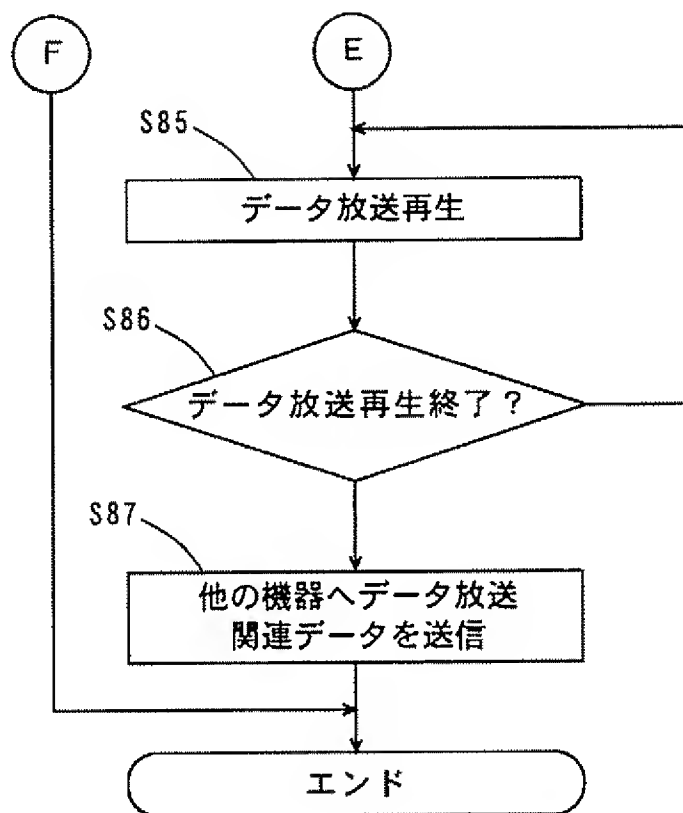 F
E
S85
データ放送再生
S86
データ放送再生終了？
S87
他の機器へデータ放送
関連データを送信
エンド